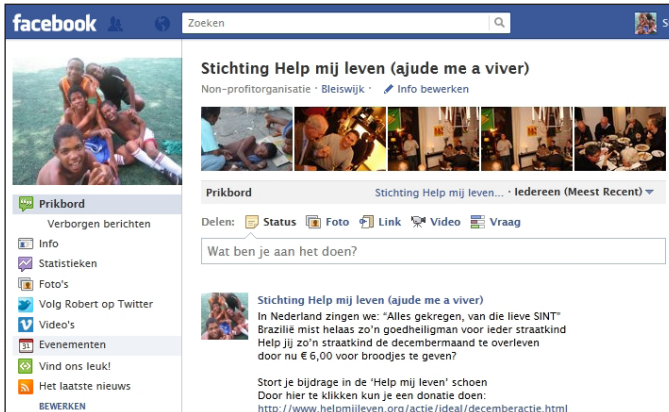 facebook
Zoeken
S
Stichting Help mij leven (ajude me a viver)
Non-profitorganisatie · Bleiswijk · Info bewerken
Prikbord
Verborgen berichten
Info
Statistieken
Foto's
Volg Robert op Twitter
Video's
31 Evenementen
Vind ons leuk!
Het laatste nieuws
BEWERKEN
Prikbord Stichting Help mij leven... · Iedereen (Meest Recent)
Delen: Status Foto Link Video Vraag
Wat ben je aan het doen?
Stichting Help mij leven (ajude me a viver)
In Nederland zingen we: “Alles gekregen, van die lieve SINT”
Brazilië mist helaas zo'n goedheiligman voor ieder straatkind
Help jij zo'n straatkind de decembermaand te overleven
door nu € 6,00 voor broodjes te geven?
Stort je bijdrage in de ‘Help mij leven’ schoen
Door hier te klikken kun je een donatie doen:
http://www.helpmijleven.org/actie/ideal/decemberactie.html